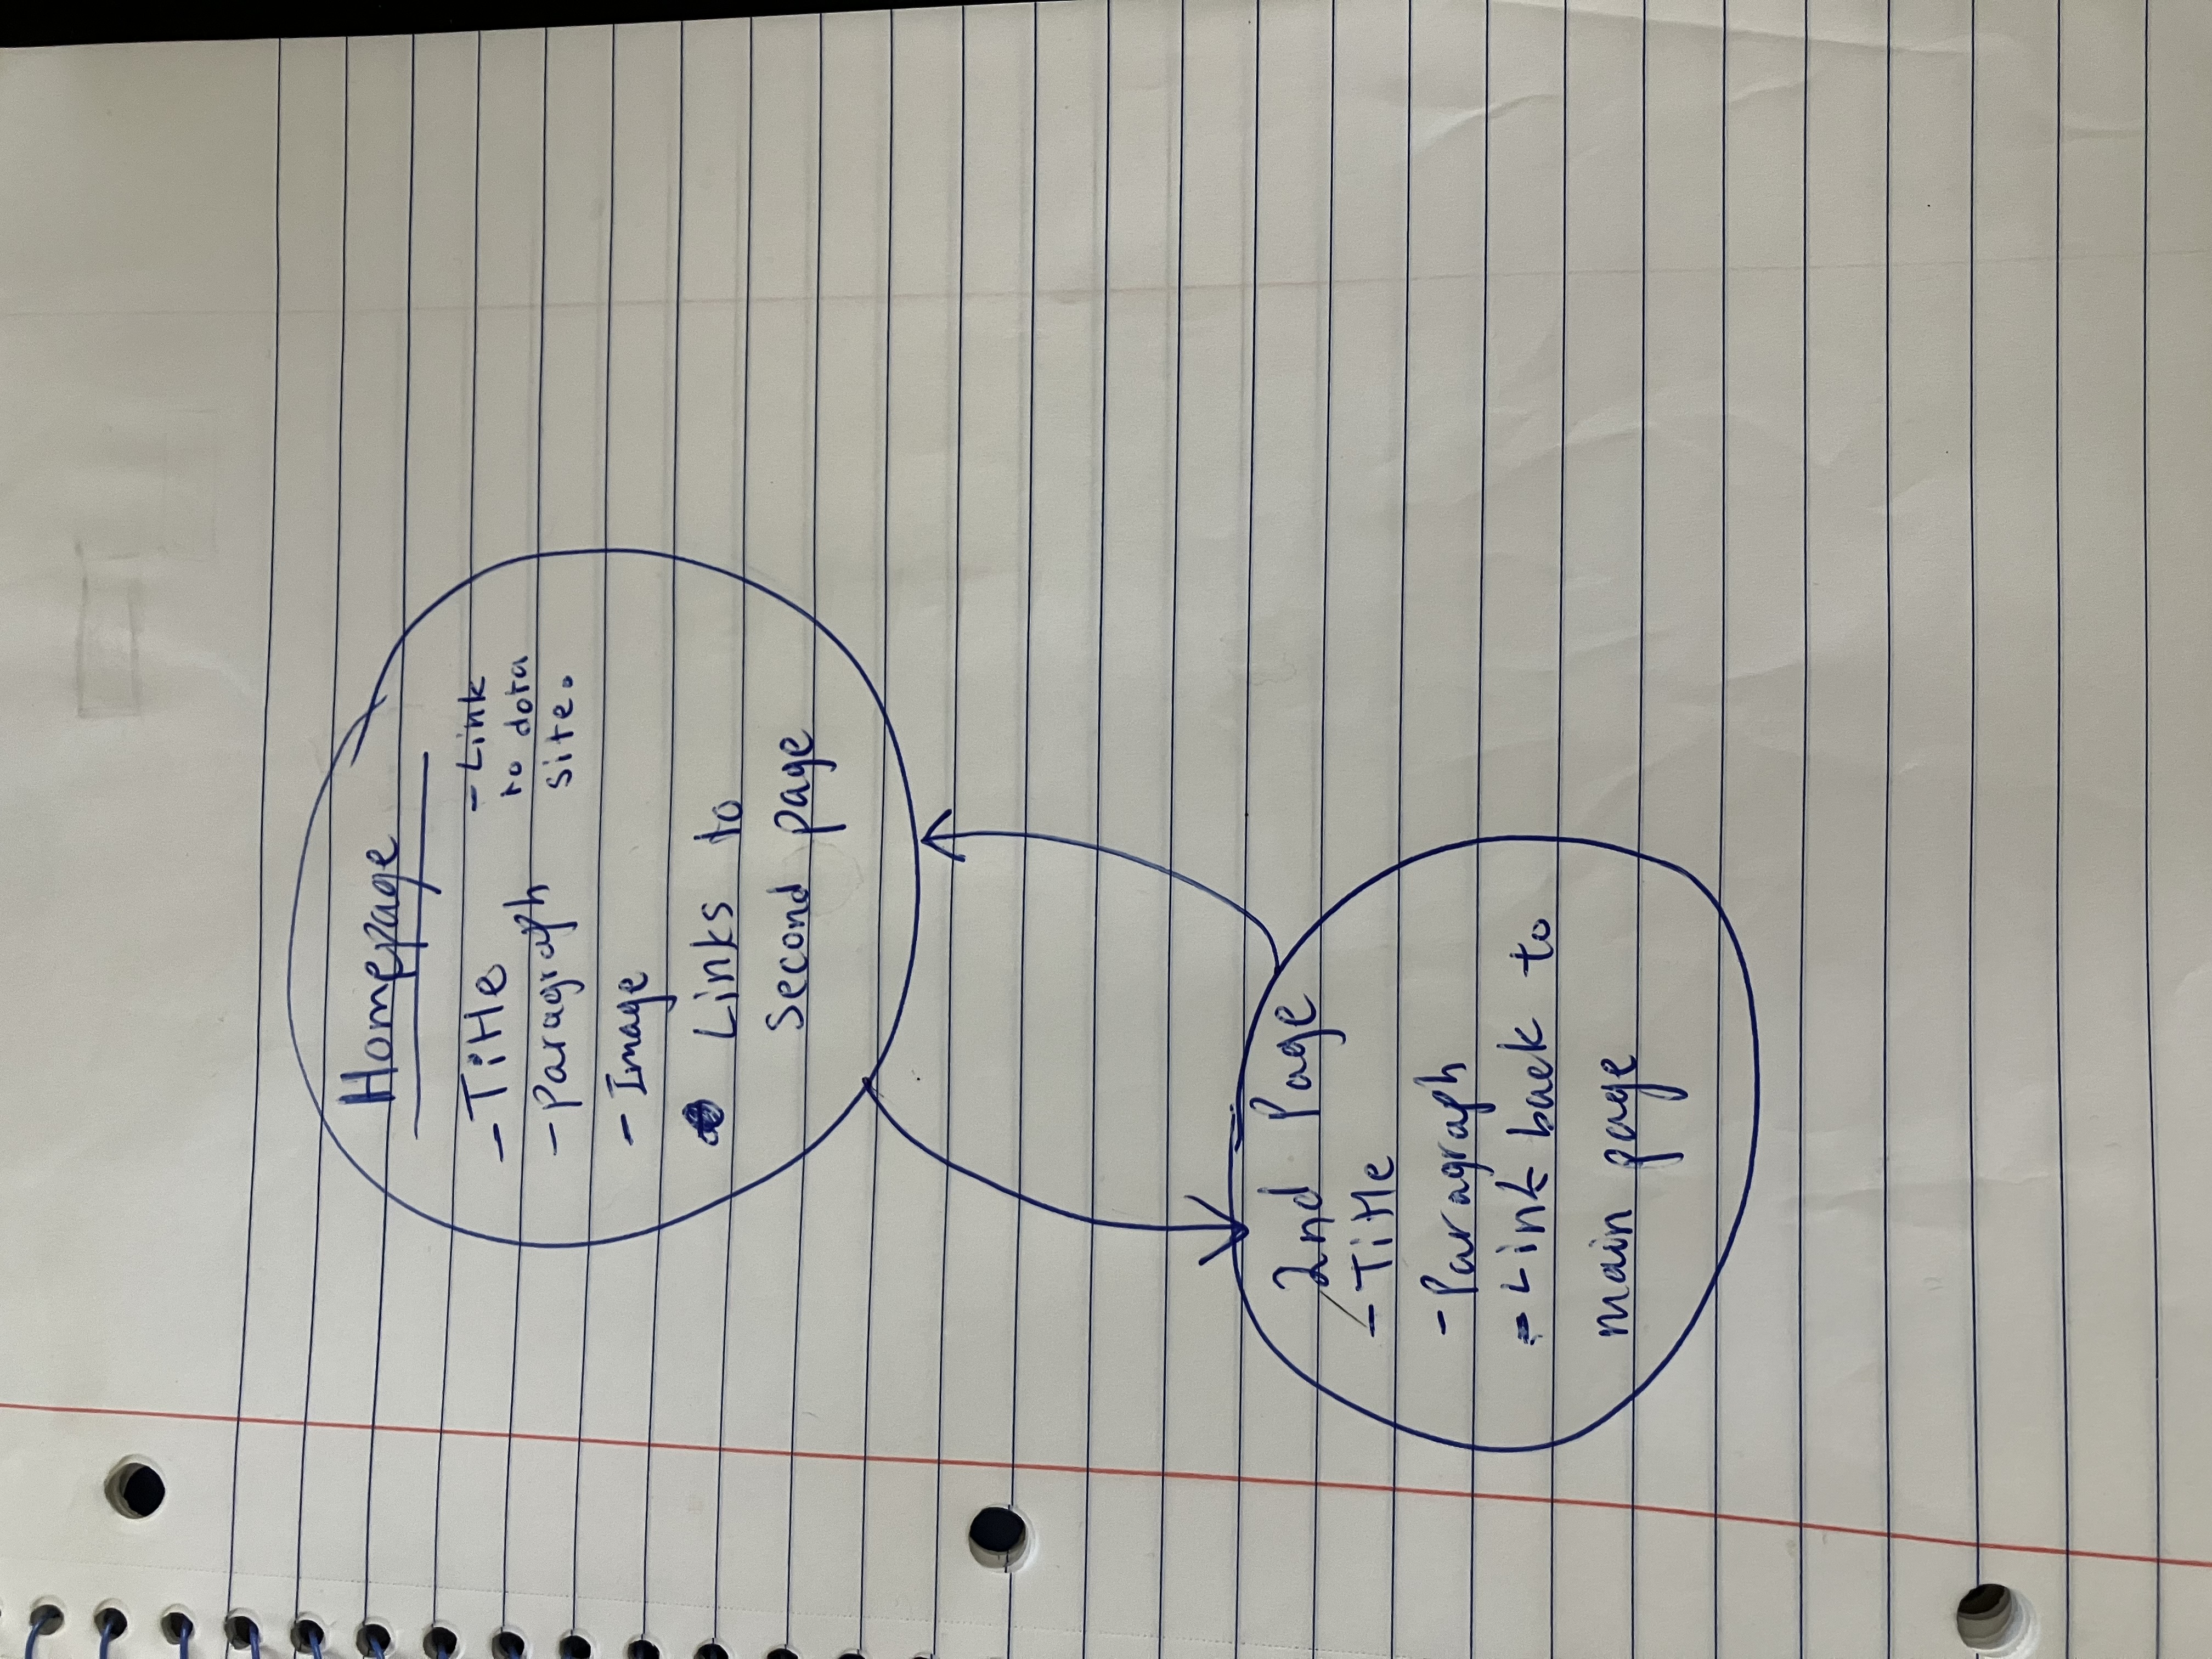 Homepage
- Title
- Paragraph
- Image
Links to
second page
- Link
to dota
site.
2nd Page
- Title
- Paragraph
- Link back to
main page